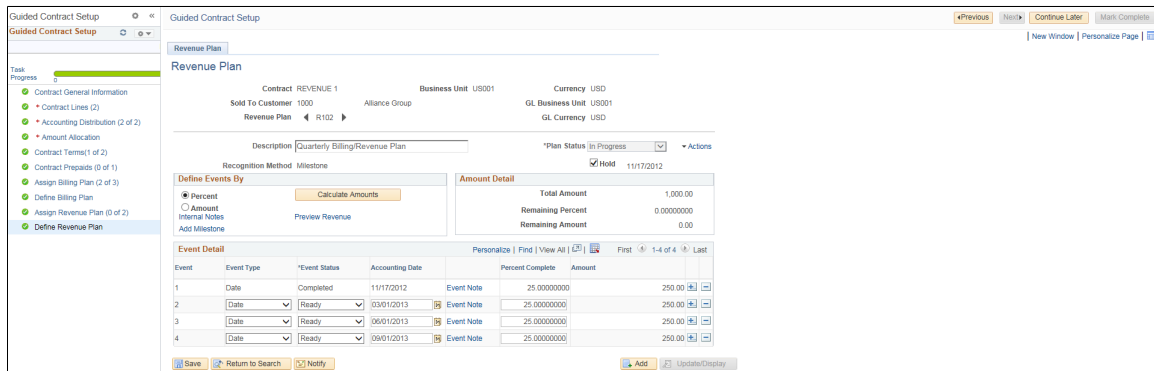 Guided Contract Setup
Guided Contract Setup
Task
Progress 0
Contract General Information
* Contract Lines (2)
* Accounting Distribution (2 of 2)
* Amount Allocation
Contract Terms(1 of 2)
Contract Prepaids (0 of 1)
Assign Billing Plan (2 of 3)
Define Billing Plan
Assign Revenue Plan (0 of 2)
Define Revenue Plan
Guided Contract Setup
Previous Next Continue Later Mark Complete
New Window | Personalize Page |
Revenue Plan
Revenue Plan
Contract REVENUE 1 Business Unit US001 Currency USD
Sold To Customer 1000 Alliance Group GL Business Unit US001
Revenue Plan R102 GL Currency USD
Description Quarterly Billing/Revenue Plan *Plan Status In Progress Actions
Recognition Method Milestone Hold 11/17/2012
Define Events By
Percent Calculate Amounts
Amount
Internal Notes Preview Revenue
Add Milestone
Amount Detail
Total Amount 1,000.00
Remaining Percent 0.00000000
Remaining Amount 0.00
Event Detail Personalize | Find | View All | First 1-4 of 4 Last
Event Event Type *Event Status Accounting Date Percent Complete Amount
1 Date Completed 11/17/2012 Event Note 25.00000000 250.00
2 Date Ready 03/01/2013 Event Note 25.00000000 250.00
3 Date Ready 06/01/2013 Event Note 25.00000000 250.00
4 Date Ready 09/01/2013 Event Note 25.00000000 250.00
Save Return to Search Notify Add Update/Display